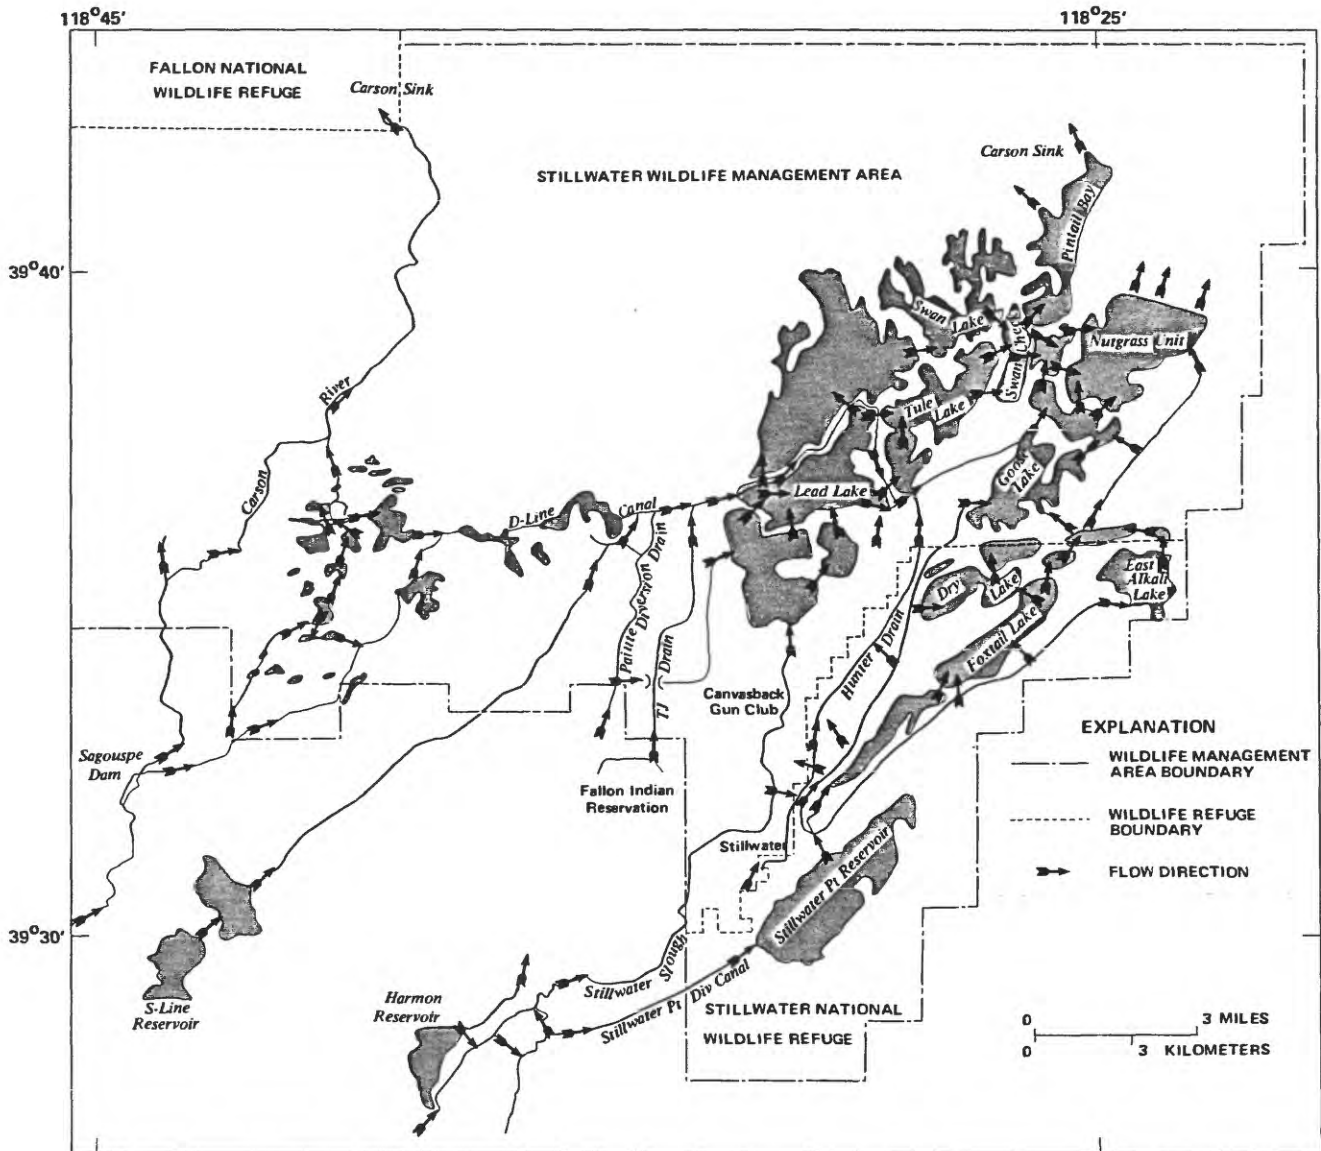 118°45'
118°25'
FALLON NATIONAL
WILDLIFE REFUGE
Carson Sink
Carson Sink
STILLWATER WILDLIFE MANAGEMENT AREA
Pintail Bay
39°40'
Swan
Lake
Swan Chec
Nutgrass Unit
River
Tule
Lake
Carson
Goose
Lake
Lead Lake
D-Line
Canal
Paiute Diversion Drain
Dry
Lake
East
Alkali
Lake
Hunter Drain
Foxtail Lake
TJ Drain
Canvasback
Gun Club
Sagouspe
Dam
EXPLANATION
WILDLIFE MANAGEMENT
AREA BOUNDARY
Fallon Indian
Reservation
WILDLIFE REFUGE
BOUNDARY
Stillwater
FLOW DIRECTION
Stillwater Pt Reservoir
39°30'
Stillwater Slough
Stillwater Pt Div Canal
S-Line
Reservoir
Harmon
Reservoir
STILLWATER NATIONAL
WILDLIFE REFUGE
0 3 MILES
0 3 KILOMETERS